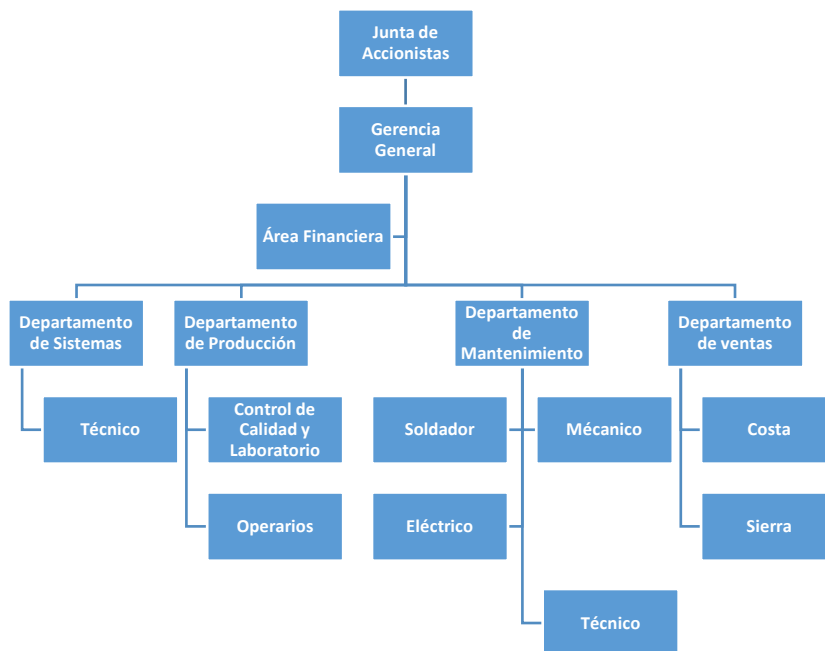 Junta de
Accionistas
Gerencia
General
Área Financiera
Departamento
de Sistemas
Departamento
de Producción
Departamento
de
Mantenimiento
Departamento
de ventas
Técnico
Control de
Calidad y
Laboratorio
Soldador
Mécanico
Costa
Operarios
Eléctrico
Sierra
Técnico